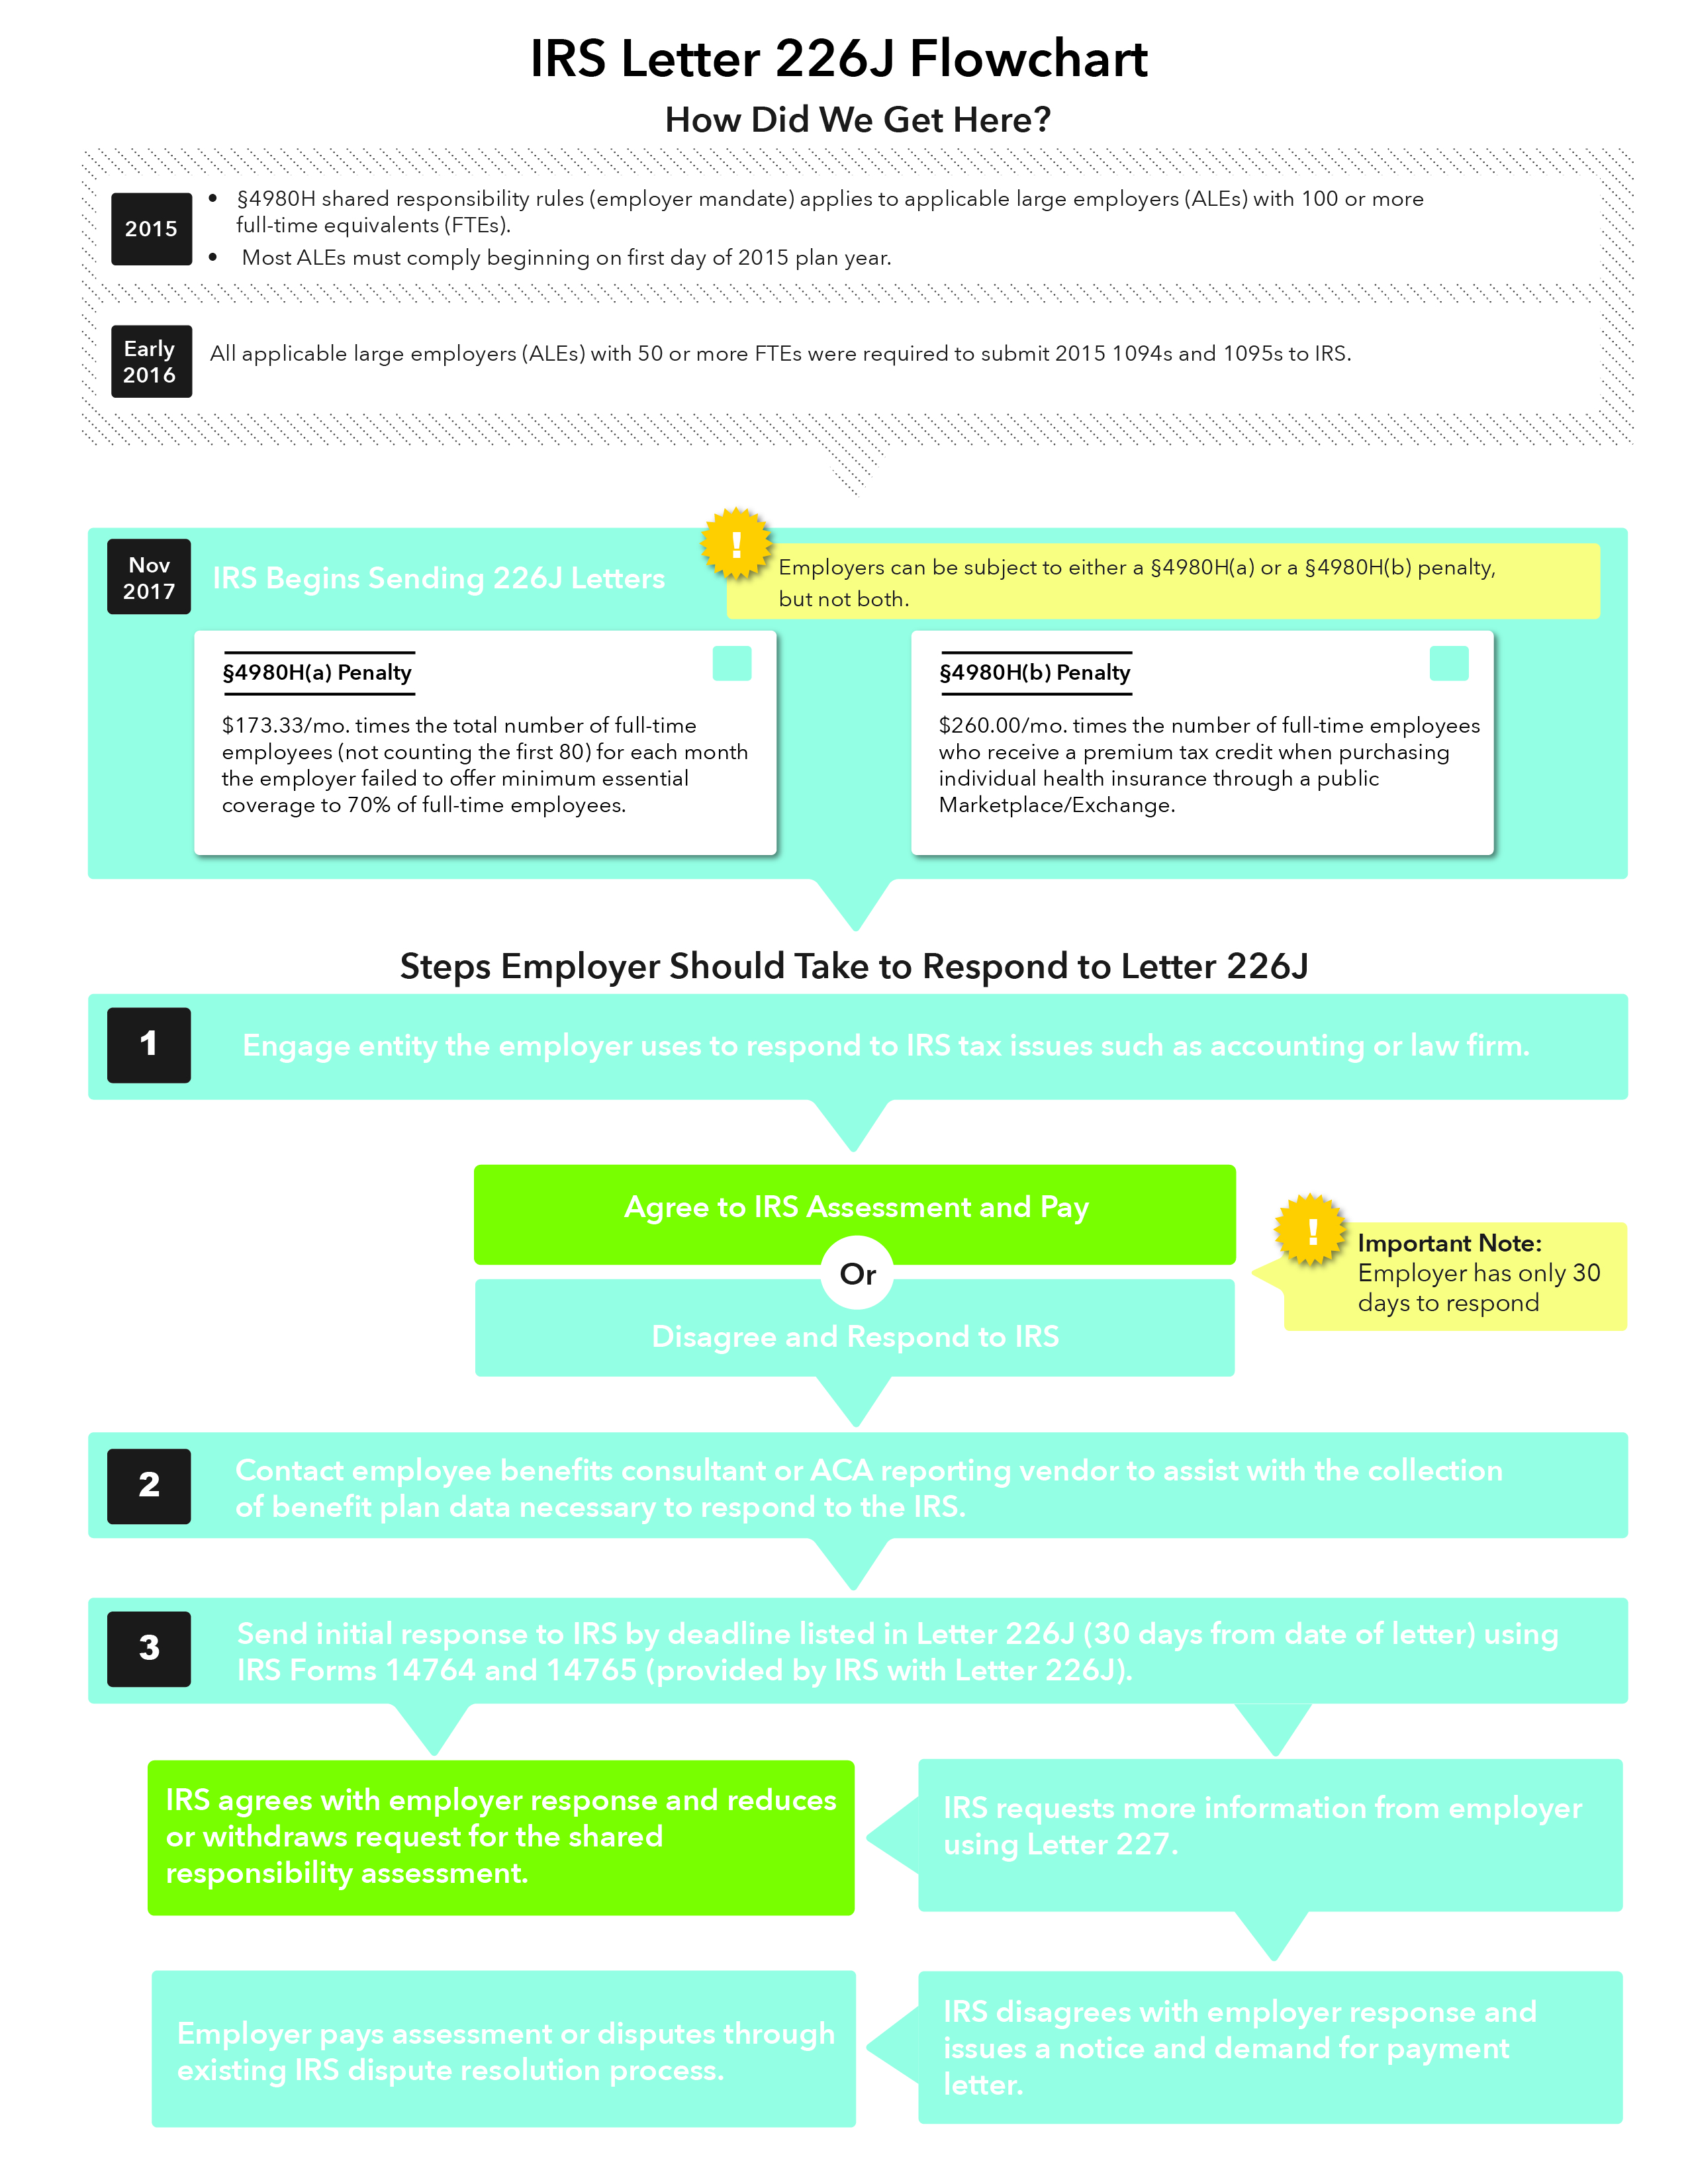 IRS Letter 226J Flowchart
How Did We Get Here?
2015
• §4980H shared responsibility rules (employer mandate) applies to applicable large employers (ALEs) with 100 or more
full-time equivalents (FTEs).
• Most ALEs must comply beginning on first day of 2015 plan year.
Early
2016
All applicable large employers (ALEs) with 50 or more FTEs were required to submit 2015 1094s and 1095s to IRS.
Nov
2017
IRS Begins Sending 226J Letters
!
Employers can be subject to either a §4980H(a) or a §4980H(b) penalty,
but not both.
§4980H(a) Penalty
$173.33/mo. times the total number of full-time
employees (not counting the first 80) for each month
the employer failed to offer minimum essential
coverage to 70% of full-time employees.
§4980H(b) Penalty
$260.00/mo. times the number of full-time employees
who receive a premium tax credit when purchasing
individual health insurance through a public
Marketplace/Exchange.
Steps Employer Should Take to Respond to Letter 226J
1
Engage entity the employer uses to respond to IRS tax issues such as accounting or law firm.
Agree to IRS Assessment and Pay
Or
Disagree and Respond to IRS
!
Important Note:
Employer has only 30
days to respond
2
Contact employee benefits consultant or ACA reporting vendor to assist with the collection
of benefit plan data necessary to respond to the IRS.
3
Send initial response to IRS by deadline listed in Letter 226J (30 days from date of letter) using
IRS Forms 14764 and 14765 (provided by IRS with Letter 226J).
IRS agrees with employer response and reduces
or withdraws request for the shared
responsibility assessment.
IRS requests more information from employer
using Letter 227.
Employer pays assessment or disputes through
existing IRS dispute resolution process.
IRS disagrees with employer response and
issues a notice and demand for payment
letter.